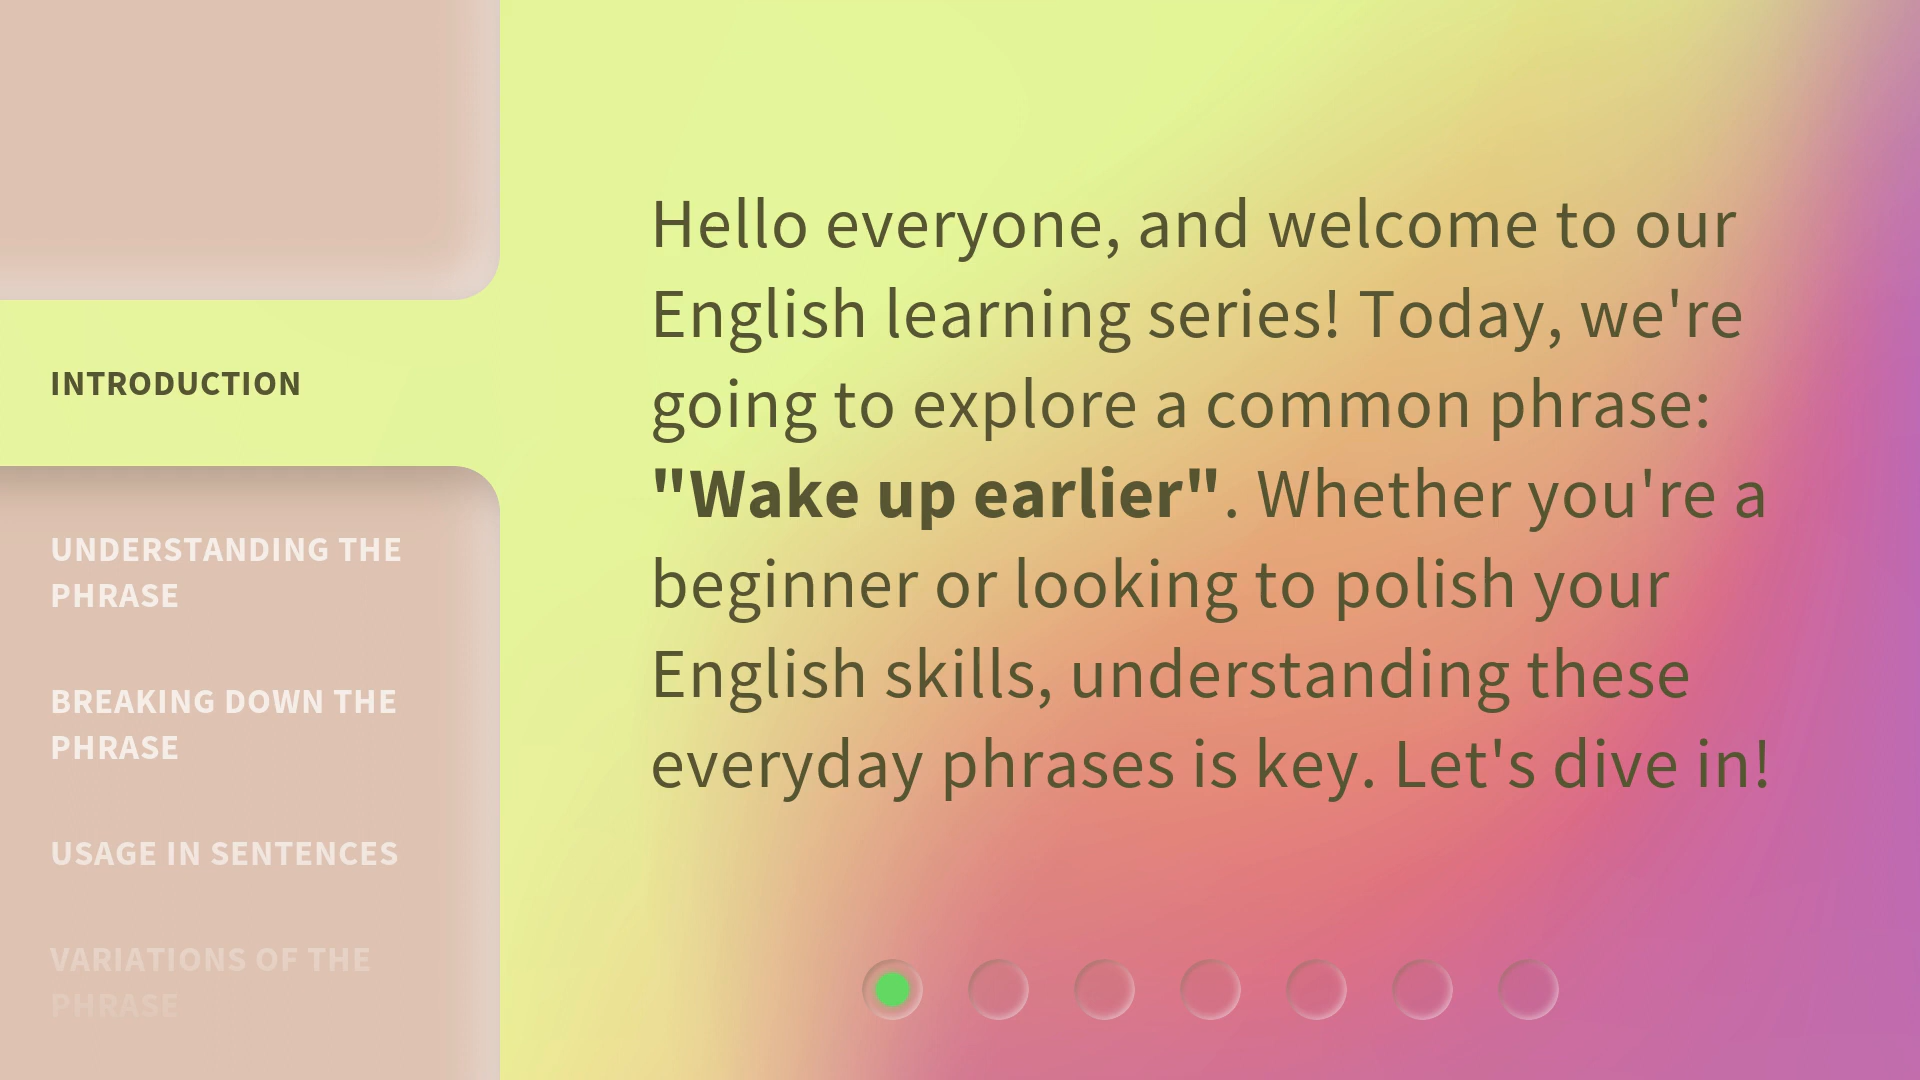 INTRODUCTION
UNDERSTANDING THE
PHRASE
BREAKING DOWN THE
PHRASE
USAGE IN SENTENCES
VARIATIONS OF THE
PHRASE
Hello everyone, and welcome to our
English learning series! Today, we're
going to explore a common phrase:
"Wake up earlier". Whether you're a
beginner or looking to polish your
English skills, understanding these
everyday phrases is key. Let's dive in!